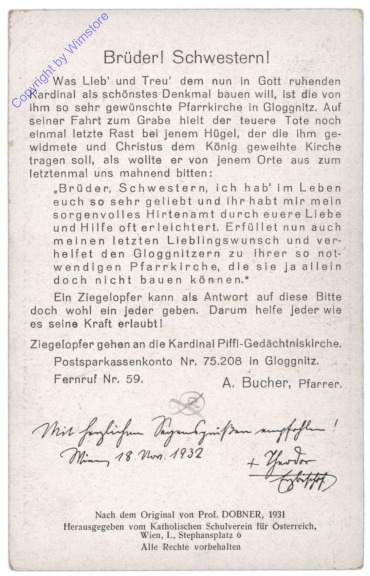 Copyright by Wimstore
Brüder! Schwestern!
Was Lieb' und Treu' dem nun in Gott ruhenden
Kardinal als schönstes Denkmal bauen will, ist die von
ihm so sehr gewünschte Pfarrkirche in Gloggnitz. Auf
seiner Fahrt zum Grabe hielt der teuere Tote noch
einmal letzte Rast bei jenem Hügel, der die ihm ge-
widmete und Christus dem König geweihte Kirche
tragen soll, als wollte er von jenem Orte aus zum
letztenmal uns mahnend bitten:
„Brüder, Schwestern, ich hab' im Leben
euch so sehr geliebt und ihr habt mir mein
sorgenvolles Hirtenamt durch euere Liebe
und Hilfe oft erleichtert. Erfüllet nun auch
meinen letzten Lieblingswunsch und ver-
helfet den Gloggnitzern zu ihrer so not-
wendigen Pfarrkirche, die sie ja allein
doch nicht bauen können.“
Ein Ziegelopfer kann als Antwort auf diese Bitte
doch wohl ein jeder geben. Darum helfe jeder wie
es seine Kraft erlaubt!
Ziegelopfer gehen an die Kardinal Piffl-Gedächtniskirche.
Postsparkassenkonto Nr. 75.208 in Gloggnitz.
Fernruf Nr. 59.
A. Bucher, Pfarrer.
Mit herzlichen Segensgrüßen empfohlen!
Wien, 18. Nov. 1932
+ Theodor
Erzbischof
Nach dem Original von Prof. DOBNER, 1931
Herausgegeben vom Katholischen Schulverein für Österreich,
Wien, I., Stephansplatz 6
Alle Rechte vorbehalten